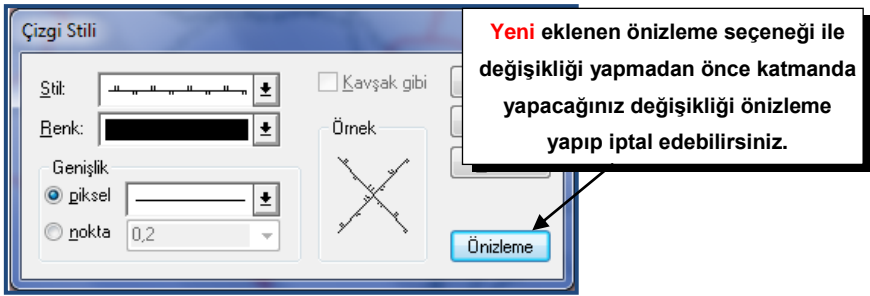 Çizgi Stili
Yeni eklenen önizleme seçeneği ile
değişikliği yapmadan önce katmanda
yapacağınız değişikliği önizleme
yapıp iptal edebilirsiniz.
Stil:
Kavşak gibi
Renk:
Örnek
Genişlik
piksel
nokta
0,2
Önizleme